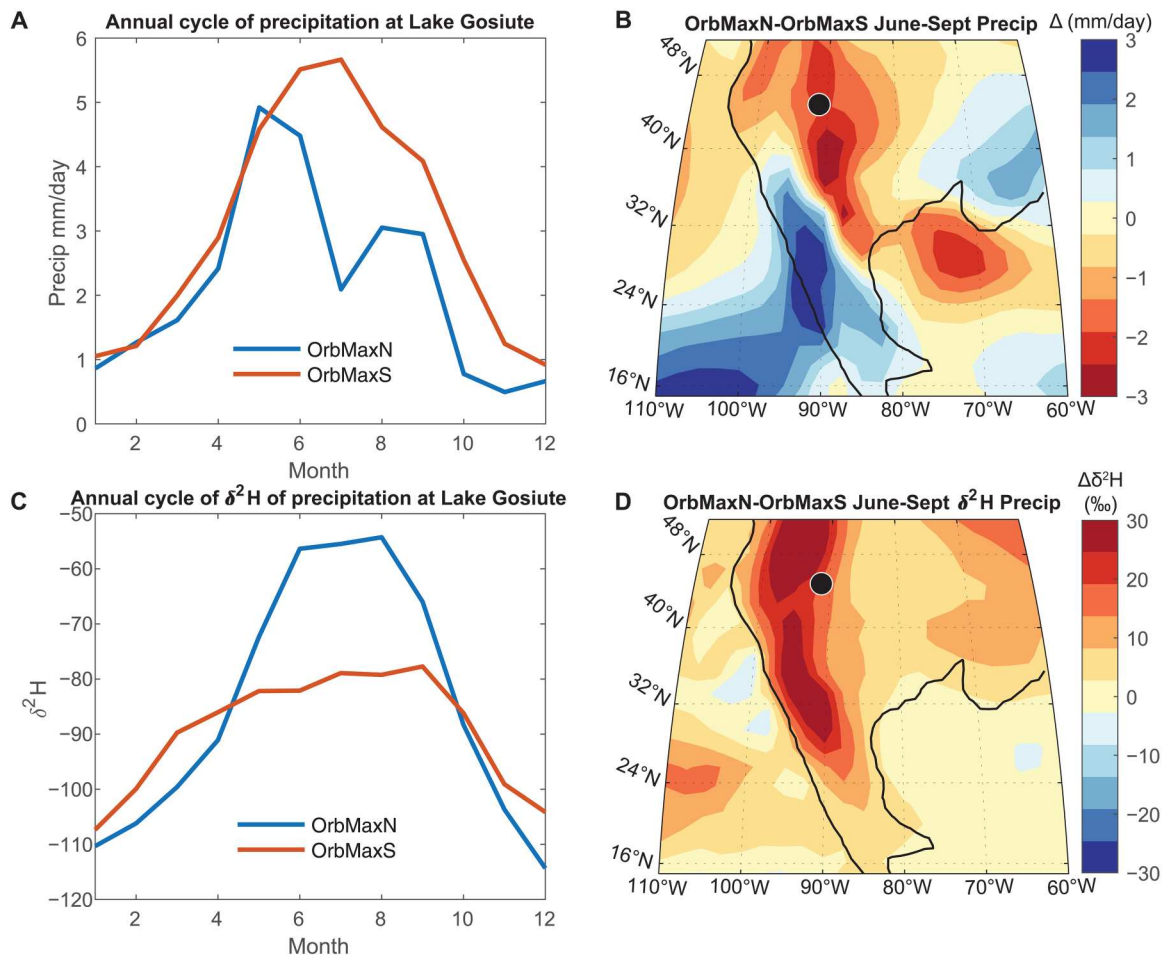 A
Annual cycle of precipitation at Lake Gosiute
6
5
4
3
2
1
0
Precip mm/day
OrbMaxN
OrbMaxS
2
4
6
8
10
12
Month
B
OrbMaxN-OrbMaxS June-Sept Precip
Δ (mm/day)
48°N
40°N
32°N
24°N
16°N
110°W
100°W
90°W
80°W
70°W
60°W
3
2
1
0
−1
−2
−3
C
Annual cycle of δ²H of precipitation at Lake Gosiute
−50
−60
−70
−80
−90
−100
−110
−120
δ²H
OrbMaxN
OrbMaxS
2
4
6
8
10
12
Month
D
OrbMaxN-OrbMaxS June-Sept δ²H Precip
Δδ²H
(‰)
48°N
40°N
32°N
24°N
16°N
110°W
100°W
90°W
80°W
70°W
60°W
30
20
10
0
−10
−20
−30